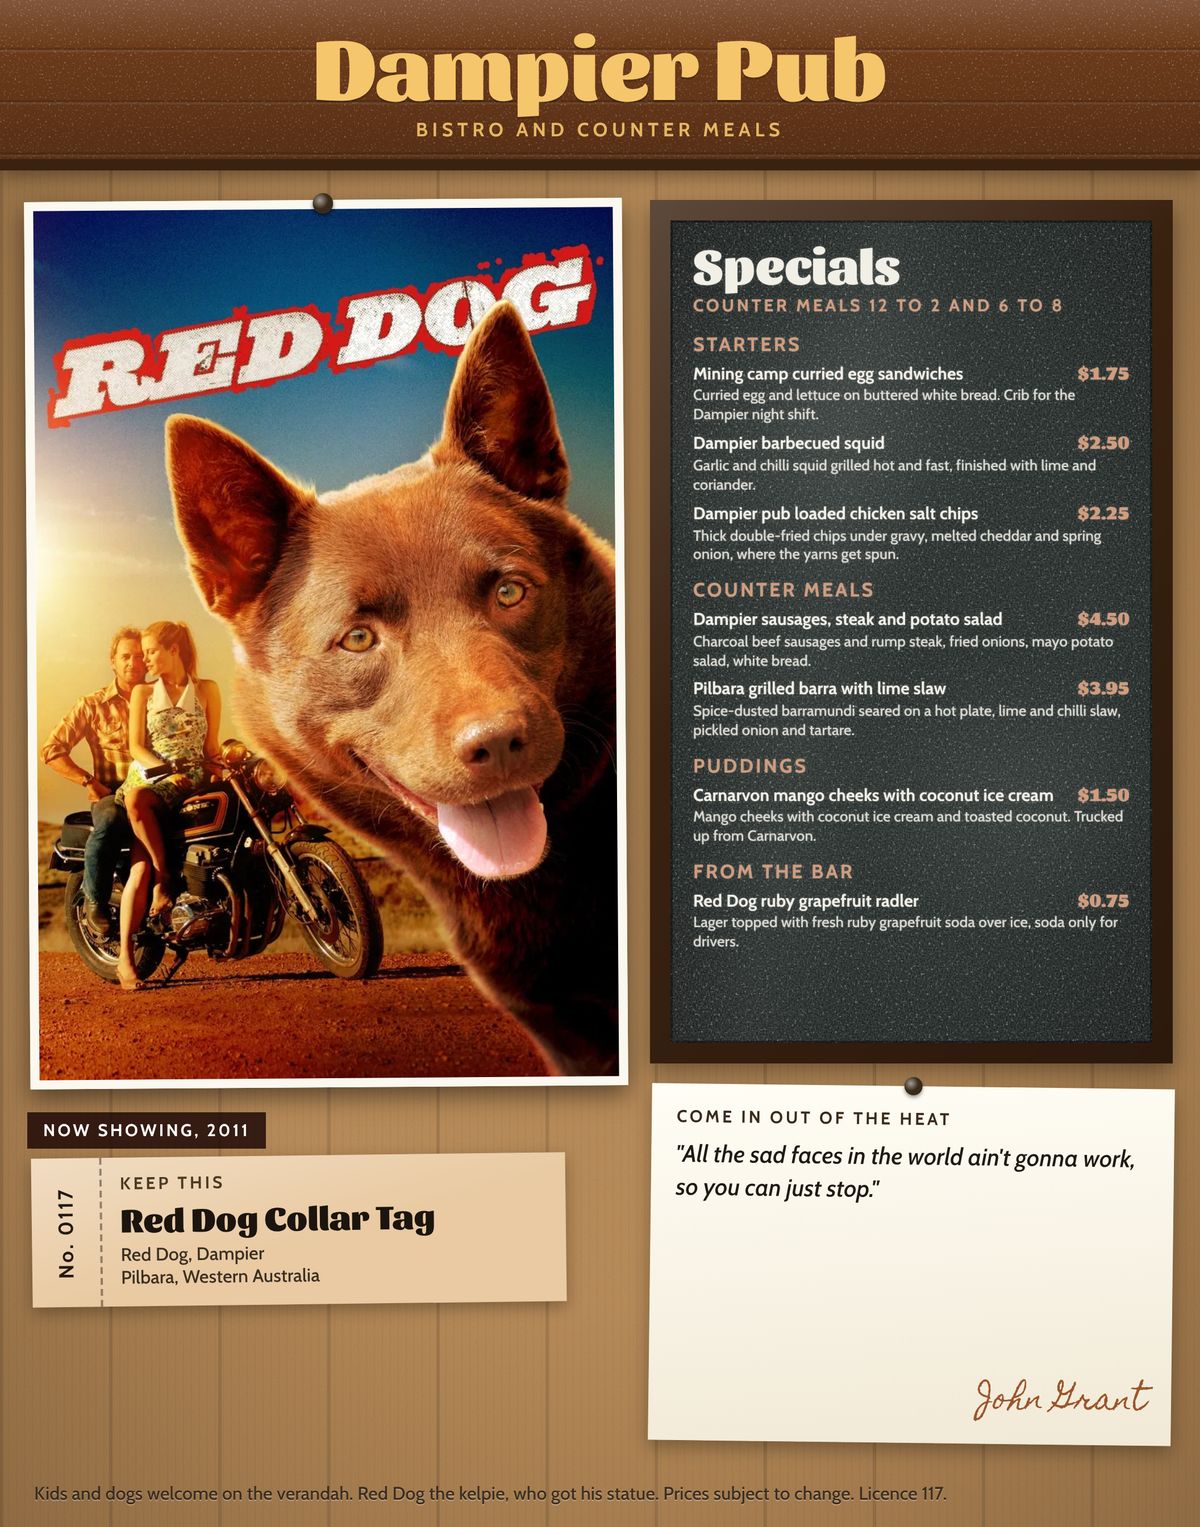 Dampier Pub
BISTRO AND COUNTER MEALS
RED DOG
Specials
COUNTER MEALS 12 TO 2 AND 6 TO 8
STARTERS
Mining camp curried egg sandwiches $1.75
Curried egg and lettuce on buttered white bread. Crib for the
Dampier night shift.
Dampier barbecued squid $2.50
Garlic and chilli squid grilled hot and fast, finished with lime and
coriander.
Dampier pub loaded chicken salt chips $2.25
Thick double-fried chips under gravy, melted cheddar and spring
onion, where the yarns get spun.
COUNTER MEALS
Dampier sausages, steak and potato salad $4.50
Charcoal beef sausages and rump steak, fried onions, mayo potato
salad, white bread.
Pilbara grilled barra with lime slaw $3.95
Spice-dusted barramundi seared on a hot plate, lime and chilli slaw,
pickled onion and tartare.
PUDDINGS
Carnarvon mango cheeks with coconut ice cream $1.50
Mango cheeks with coconut ice cream and toasted coconut. Trucked
up from Carnarvon.
FROM THE BAR
Red Dog ruby grapefruit radler $0.75
Lager topped with fresh ruby grapefruit soda over ice, soda only for
drivers.
NOW SHOWING, 2011
No. 0117
KEEP THIS
Red Dog Collar Tag
Red Dog, Dampier
Pilbara, Western Australia
COME IN OUT OF THE HEAT
"All the sad faces in the world ain't gonna work,
so you can just stop."
John Grant
Kids and dogs welcome on the verandah. Red Dog the kelpie, who got his statue. Prices subject to change. Licence 117.